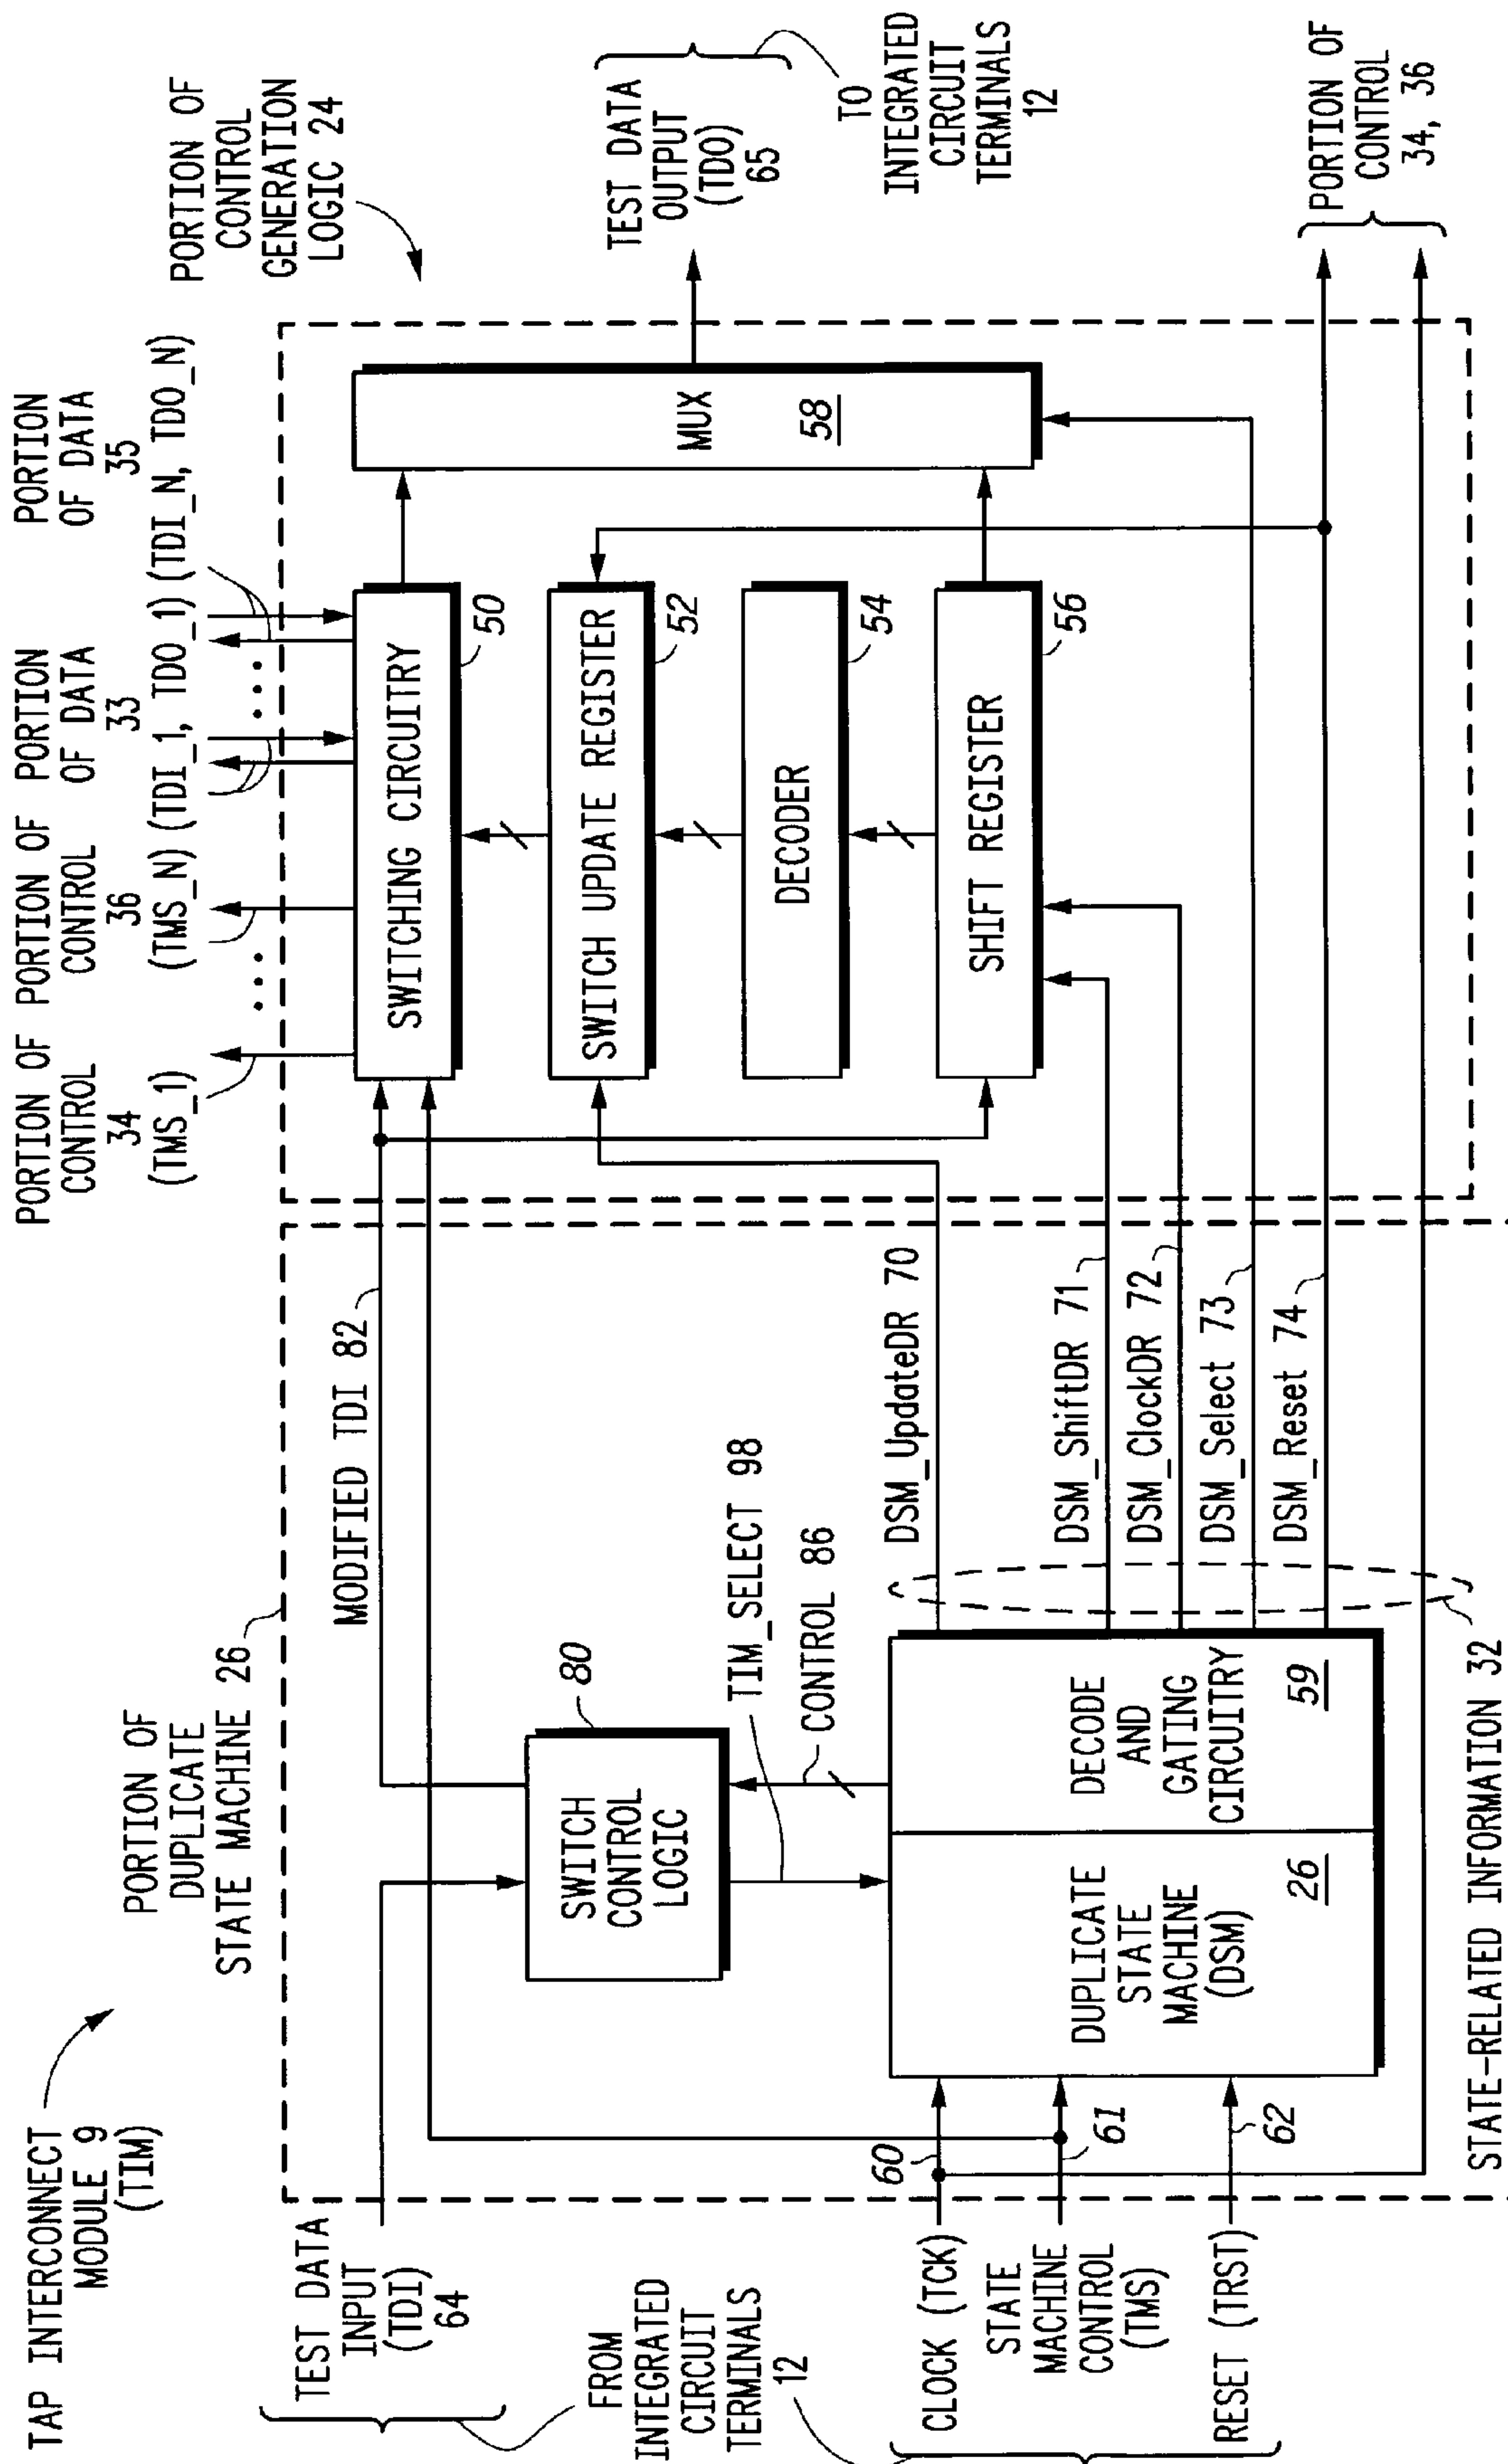 TAP INTERCONNECT
MODULE 9
(TIM)
PORTION OF
DUPLICATE
STATE MACHINE 26
PORTION OF
CONTROL
34
(TMS_1)
PORTION OF
CONTROL
36
(TMS_N)
PORTION
OF DATA
33
(TDI_1, TDO_1)
PORTION
OF DATA
35
(TDI_N, TDO_N)
PORTION OF
CONTROL
GENERATION
LOGIC 24
TEST DATA
INPUT
(TDI)
64
FROM
INTEGRATED
CIRCUIT
TERMINALS
12
CLOCK (TCK)
STATE
MACHINE
CONTROL
(TMS)
RESET (TRST)
60
61
62
MODIFIED TDI 82
SWITCH
CONTROL
LOGIC
80
TIM_SELECT 98
CONTROL 86
DUPLICATE
STATE
MACHINE
(DSM)
26
DECODE
AND
GATING
CIRCUITRY
59
DSM_UpdateDR 70
DSM_ShiftDR 71
DSM_ClockDR 72
DSM_Select 73
DSM_Reset 74
STATE-RELATED INFORMATION 32
SWITCHING CIRCUITRY
50
SWITCH UPDATE REGISTER
52
DECODER
54
SHIFT REGISTER
56
MUX
58
TEST DATA
OUTPUT
(TDO)
65
TO
INTEGRATED
CIRCUIT
TERMINALS
12
PORTION OF
CONTROL
34, 36